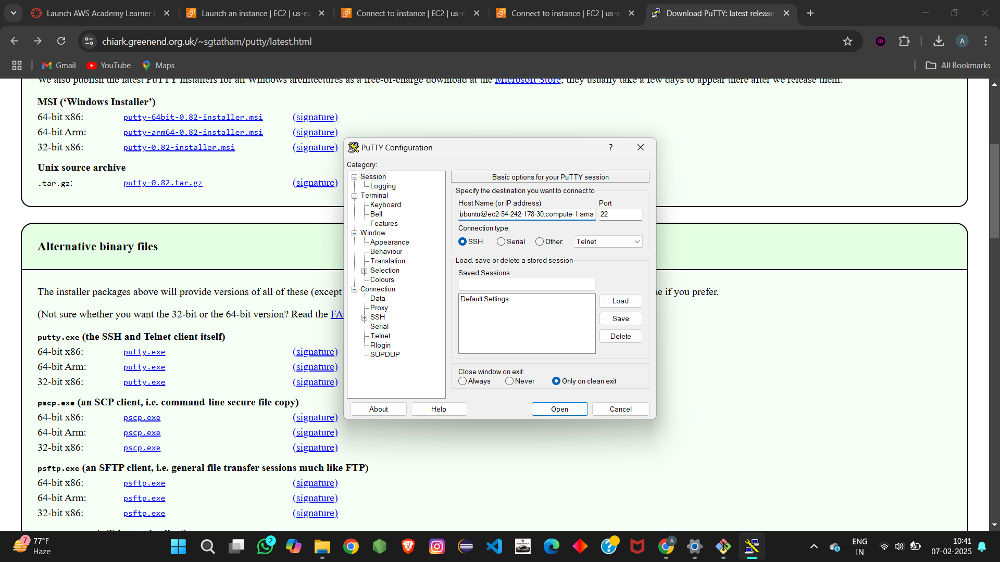 Launch AWS Academy Learner L
Launch an instance | EC2 | us-ea
Connect to instance | EC2 | us-e
Connect to instance | EC2 | us-e
Download PuTTY: latest release
chiark.greenend.org.uk/~sgtatham/putty/latest.html
A
Gmail
YouTube
Maps
All Bookmarks
We also publish the latest PuTTY installers for all Windows architectures as a free-of-charge download at the Microsoft Store; they usually take a few days to appear there after we release them.
MSI (‘Windows Installer’)
64-bit x86: putty-64bit-0.82-installer.msi (signature)
64-bit Arm: putty-arm64-0.82-installer.msi (signature)
32-bit x86: putty-0.82-installer.msi (signature)
Unix source archive
.tar.gz: putty-0.82.tar.gz (signature)
Alternative binary files
The installer packages above will provide versions of all of these (except
e if you prefer.
(Not sure whether you want the 32-bit or the 64-bit version? Read the FA
putty.exe (the SSH and Telnet client itself)
64-bit x86: putty.exe (signature)
64-bit Arm: putty.exe (signature)
32-bit x86: putty.exe (signature)
pscp.exe (an SCP client, i.e. command-line secure file copy)
64-bit x86: pscp.exe (signature)
64-bit Arm: pscp.exe (signature)
32-bit x86: pscp.exe (signature)
psftp.exe (an SFTP client, i.e. general file transfer sessions much like FTP)
64-bit x86: psftp.exe (signature)
64-bit Arm: psftp.exe (signature)
32-bit x86: psftp.exe (signature)
PuTTY Configuration
?
Category:
Session
Logging
Terminal
Keyboard
Bell
Features
Window
Appearance
Behaviour
Translation
Selection
Colours
Connection
Data
Proxy
SSH
Serial
Telnet
Rlogin
SUPDUP
Basic options for your PuTTY session
Specify the destination you want to connect to
Host Name (or IP address) Port
ubuntu@ec2-54-242-178-30.compute-1.ama 22
Connection type:
SSH Serial Other: Telnet
Load, save or delete a stored session
Saved Sessions
Default Settings
Load
Save
Delete
Close window on exit:
Always Never Only on clean exit
About Help Open Cancel
7
77°F
Haze
2
A
ENG
IN
10:41
07-02-2025